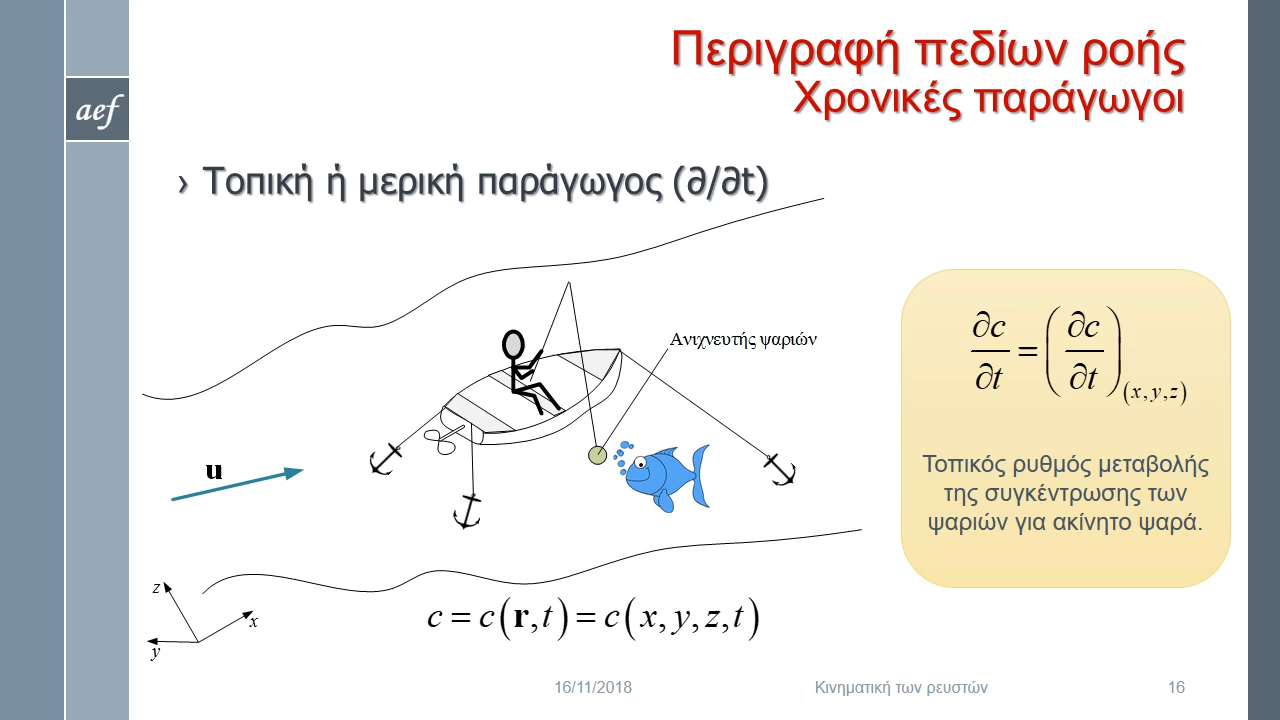 Περιγραφή πεδίων ροής
Χρονικές παράγωγοι
aef
› Τοπική ή μερική παράγωγος (∂/∂t)
Ανιχνευτής ψαριών
∂c/∂t = (∂c/∂t)(x,y,z)
Τοπικός ρυθμός μεταβολής
της συγκέντρωσης των
ψαριών για ακίνητο ψαρά.
u
z
x
y
c = c(r,t) = c(x, y, z, t)
16/11/2018
Κινηματική των ρευστών
16